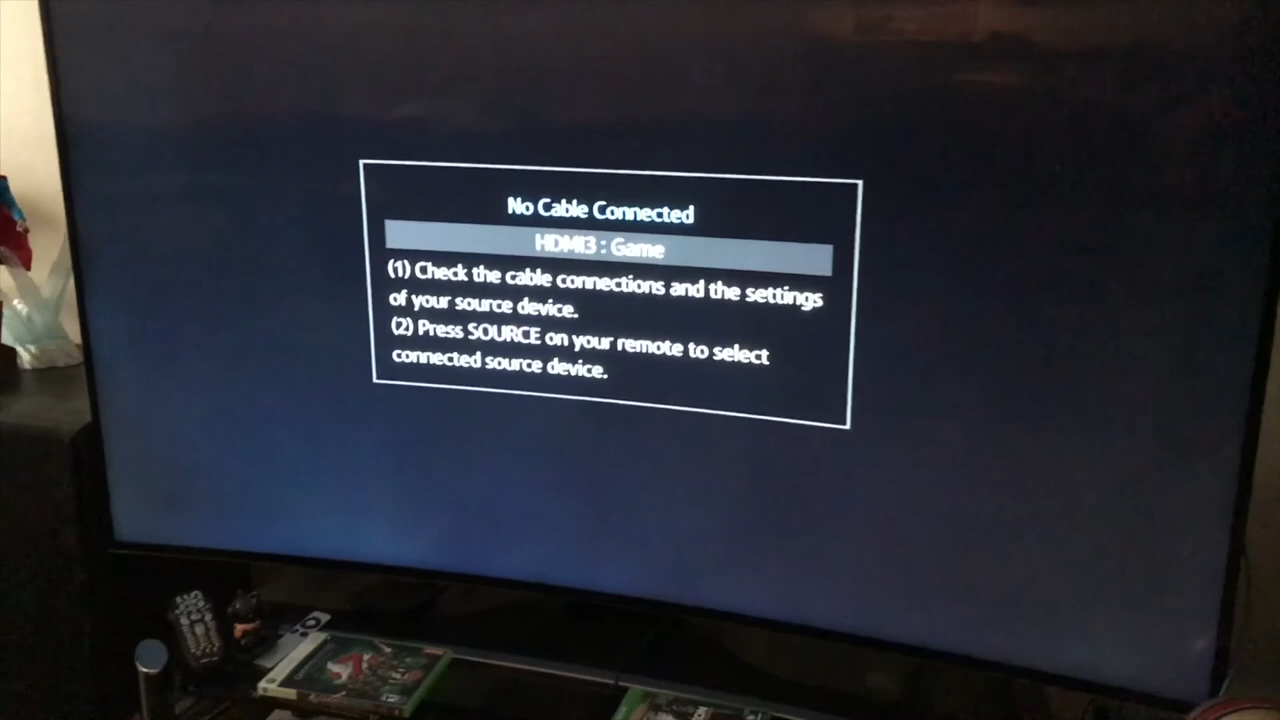 No Cable Connected
HDMI3 : Game
(1) Check the cable connections and the settings
of your source device.
(2) Press SOURCE on your remote to select
connected source device.